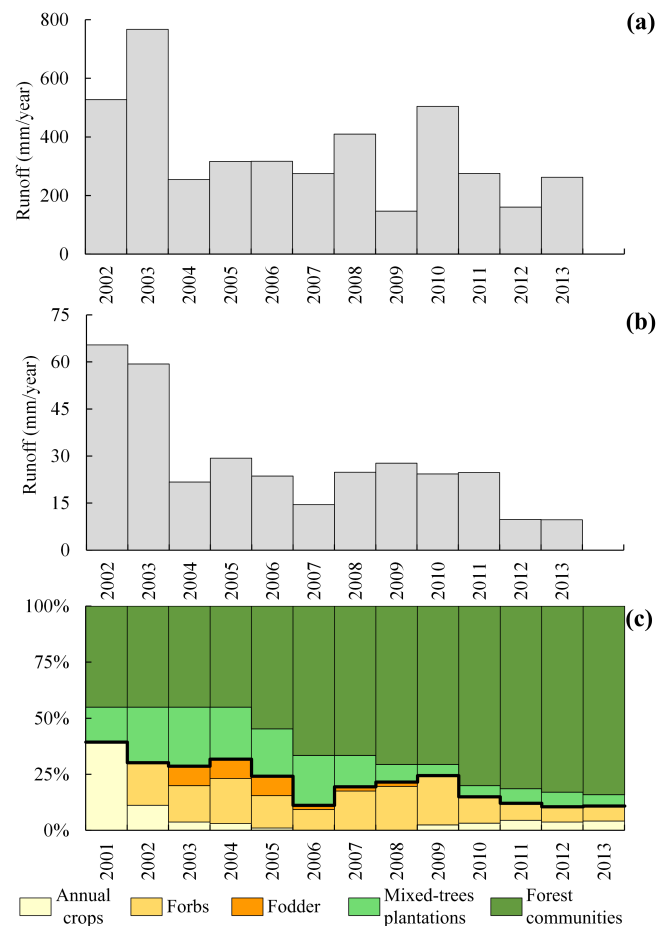 (a)
Runoff (mm/year)
800
600
400
200
0
2002 2003 2004 2005 2006 2007 2008 2009 2010 2011 2012 2013
(b)
Runoff (mm/year)
75
60
45
30
15
0
2002 2003 2004 2005 2006 2007 2008 2009 2010 2011 2012 2013
(c)
100%
75%
50%
25%
0%
2001 2002 2003 2004 2005 2006 2007 2008 2009 2010 2011 2012 2013
Annual crops
Forbs
Fodder
Mixed-trees plantations
Forest communities